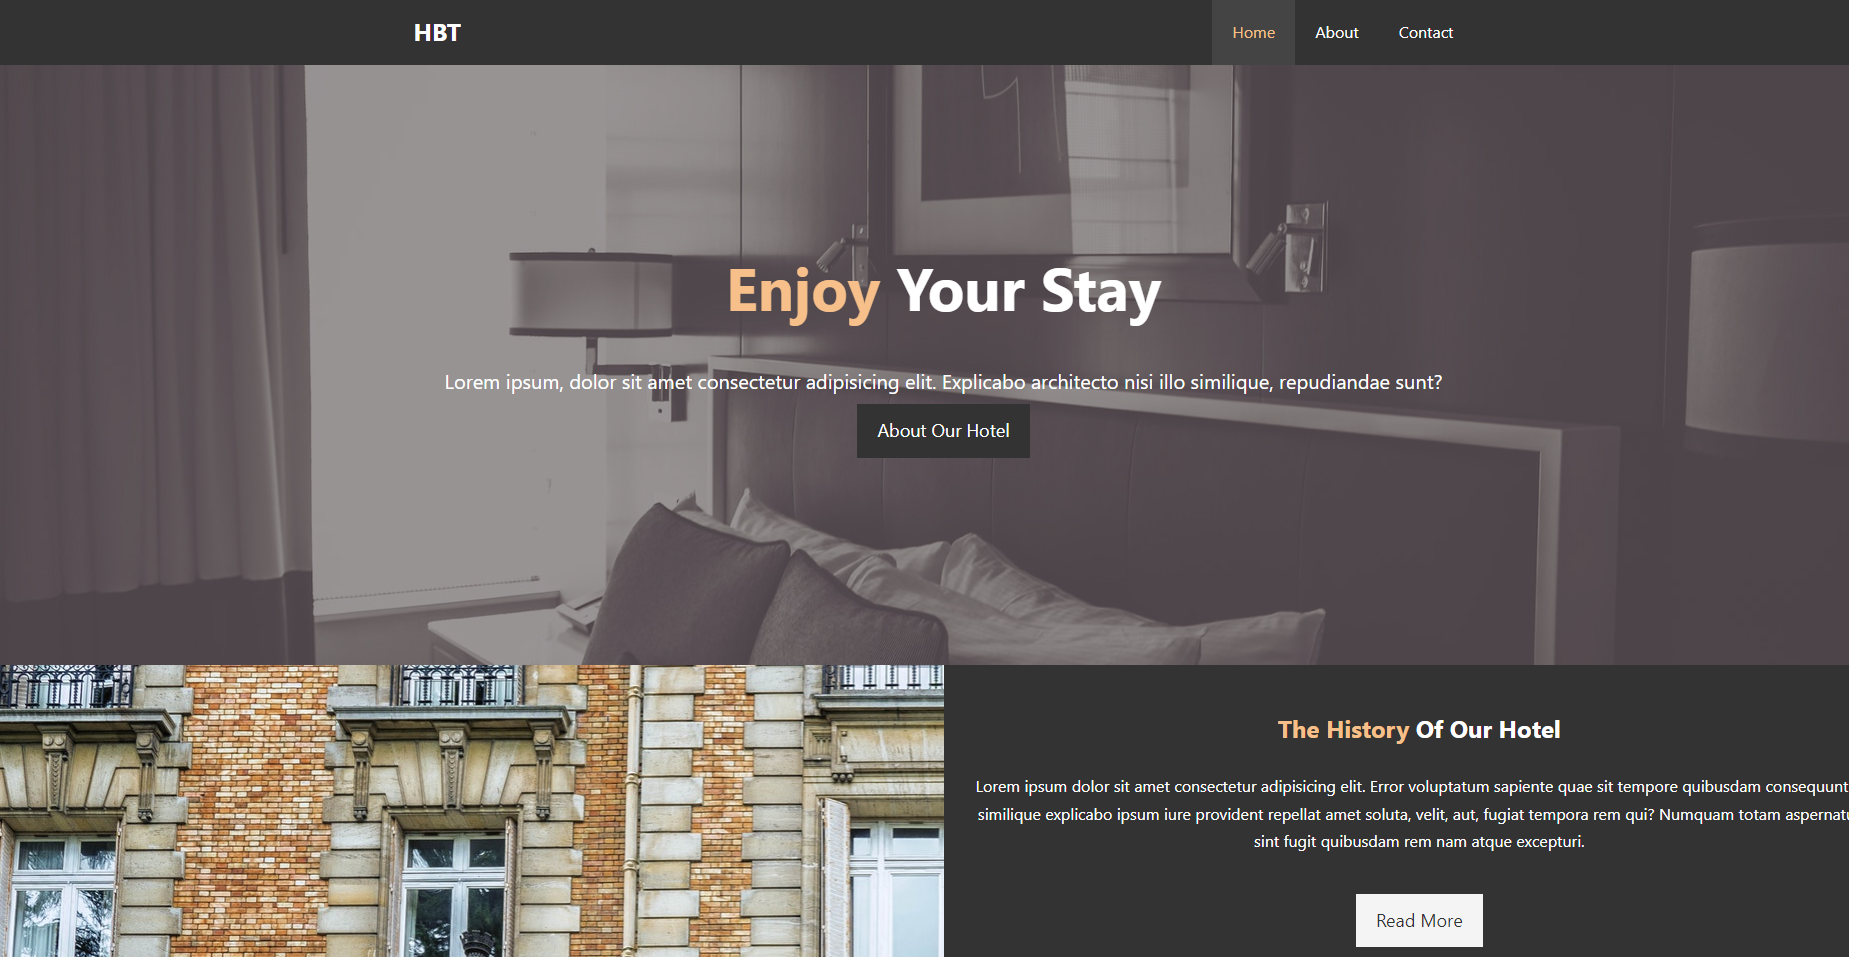 HBT
Home
About
Contact
Enjoy Your Stay
Lorem ipsum, dolor sit amet consectetur adipisicing elit. Explicabo architecto nisi illo similique, repudiandae sunt?
About Our Hotel
The History Of Our Hotel
Lorem ipsum dolor sit amet consectetur adipisicing elit. Error voluptatum sapiente quae sit tempore quibusdam consequunt
similique explicabo ipsum iure provident repellat amet soluta, velit, aut, fugiat tempora rem qui? Numquam totam aspernatu
sint fugit quibusdam rem nam atque excepturi.
Read More